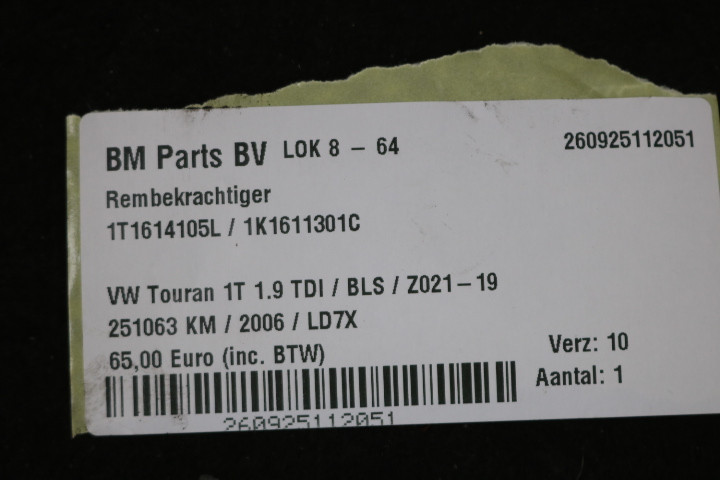 BM Parts BV LOK 8 - 64 260925112051
Rembekrachtiger
1T1614105L / 1K1611301C
VW Touran 1T 1.9 TDI / BLS / Z021-19
251063 KM / 2006 / LD7X
65,00 Euro (inc. BTW)
Verz: 10
Aantal: 1
260925112051